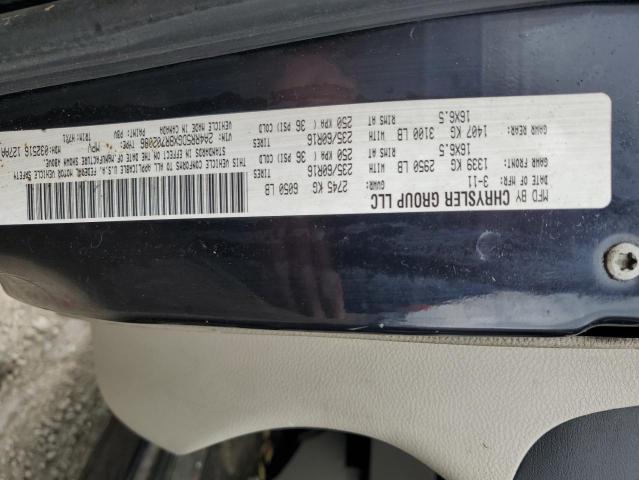 MFD BY CHRYSLER GROUP LLC
DATE OF MFR: 3-11 GVWR: 2745 KG 6050 LB
GAWR FRONT: 1339 KG 2950 LB WITH TIRES 235/60R16
16X6.5 RIMS AT 250 KPA ( 36 PSI) COLD
GAWR REAR: 1407 KG 3100 LB WITH TIRES 235/60R16
16X6.5 RIMS AT 250 KPA ( 36 PSI) COLD
THIS VEHICLE CONFORMS TO ALL APPLICABLE U.S.A. FEDERAL MOTOR VEHICLE SAFETY
STANDARDS IN EFFECT ON THE DATE OF MANUFACTURE SHOWN ABOVE.
VIN: MPV
VEHICLE MADE IN CANADA PAINT: PBV TRIM: MDH: 032516 127AA